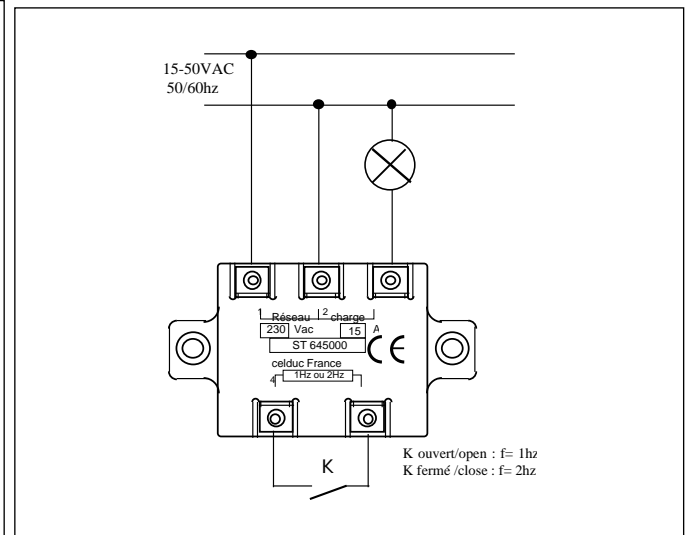 15-50VAC
50/60hz
1 Réseau 2 charge
230 Vac 15 A
ST 645000 CE
celduc France
4 1Hz ou 2Hz
K
K ouvert/open : f= 1hz
K fermé /close : f= 2hz